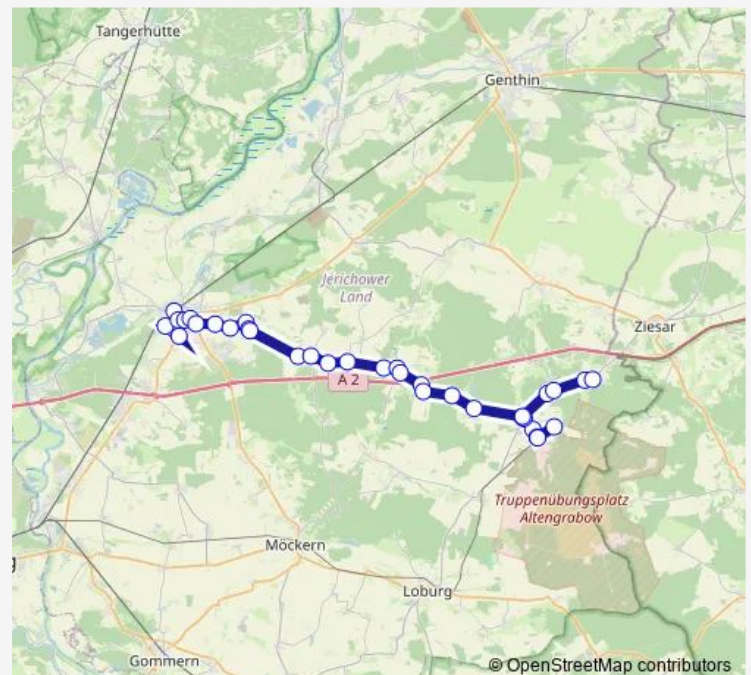 Tangerhütte
Genthin
Jerichower
Land
Ziesar
A 2
Truppenübungsplatz
Altengrabow
Möckern
Loburg
Gommern
© OpenStreetMap contributors